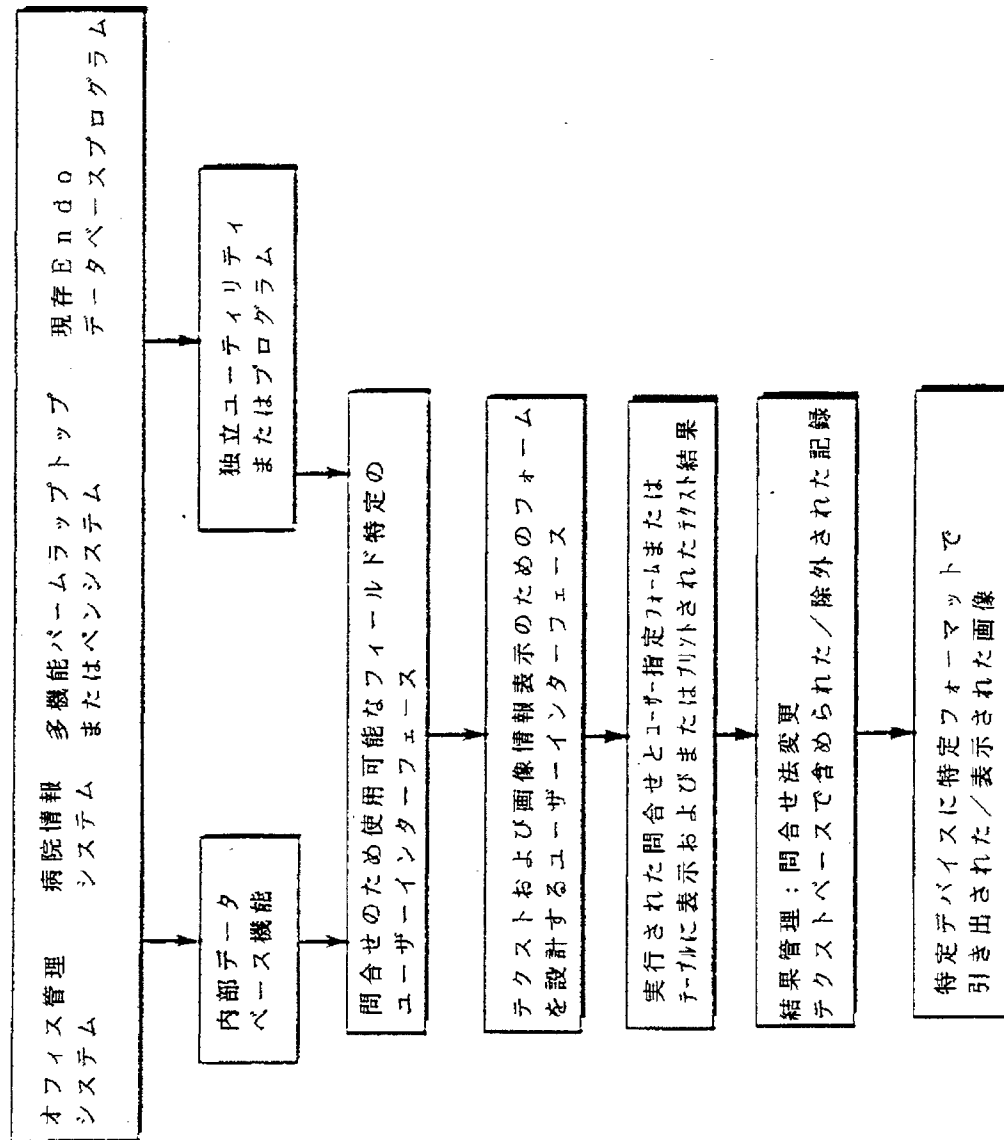 オフィス管理
システム
病院情報
システム
多機能パームラップトップ
またはペンシステム
現存Endo
データベースプログラム
内部データ
ベース機能
独立ユーティリティ
またはプログラム
問合せのため使用可能なフィールド特定の
ユーザーインターフェース
テクストおよび画像情報表示のためのフォーム
を設計するユーザーインターフェース
実行された問合せとユーザー指定フォームまたは
テーブルに表示およびまたはプリントされたテクスト結果
結果管理:問合せ法変更
テクストベースで含められた/除外された記録
特定デバイスに特定フォーマットで
引き出された/表示された画像